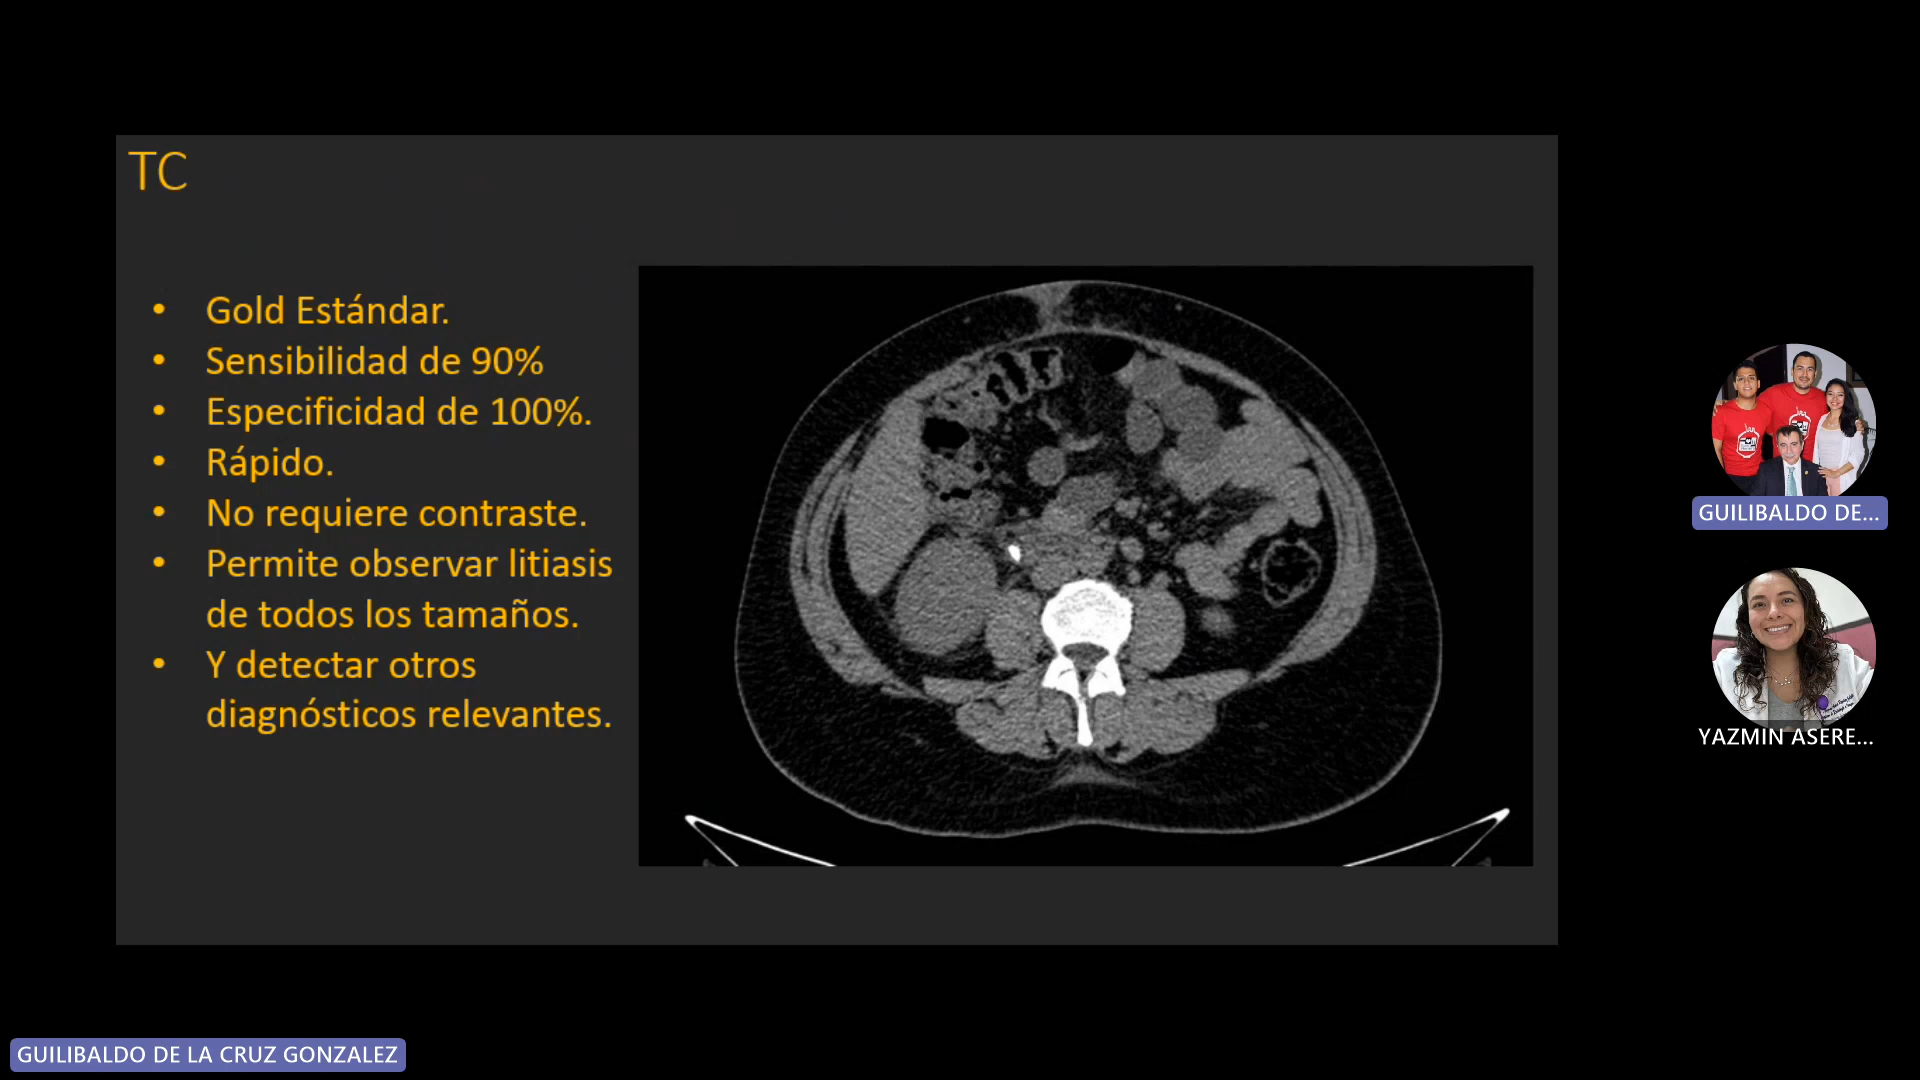 TC
• Gold Estándar.
• Sensibilidad de 90%
• Especificidad de 100%.
• Rápido.
• No requiere contraste.
• Permite observar litiasis
de todos los tamaños.
• Y detectar otros
diagnósticos relevantes.
GUILIBALDO DE...
YAZMIN ASERE...
GUILIBALDO DE LA CRUZ GONZALEZ